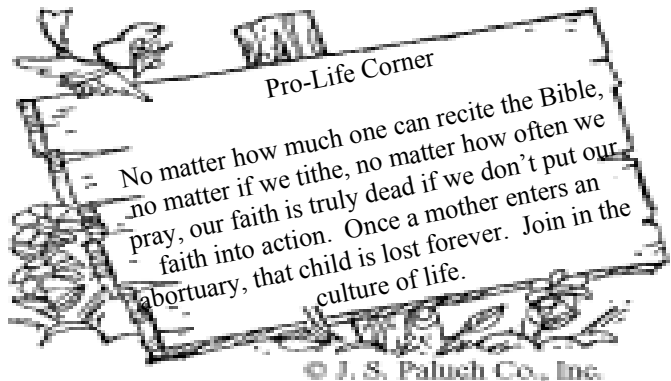 Pro-Life Corner
No matter how much one can recite the Bible,
no matter if we tithe, no matter how often we
pray, our faith is truly dead if we don’t put our
faith into action.  Once a mother enters an
abortuary, that child is lost forever.  Join in the
culture of life.
© J. S. Paluch Co., Inc.